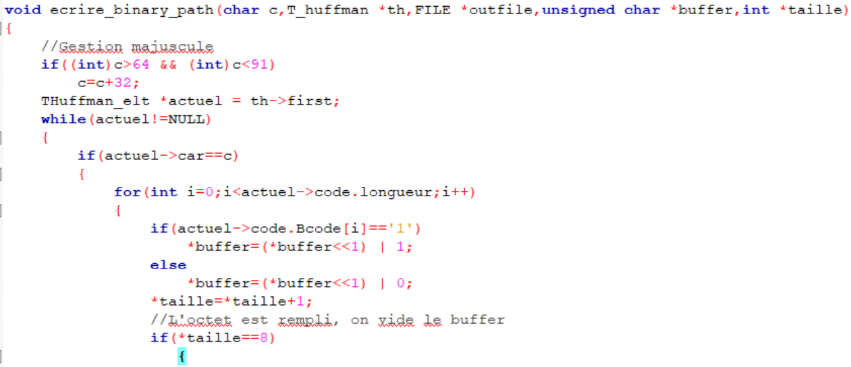 void ecrire_binary_path(char c,T_huffman *th,FILE *outfile,unsigned char *buffer,int *taille)
{
//Gestion majuscule
if((int)c>64 && (int)c<91)
c=c+32;
THuffman_elt *actuel = th->first;
while(actuel!=NULL)
{
if(actuel->car==c)
{
for(int i=0;i<actuel->code.longueur;i++)
{
if(actuel->code.Bcode[i]=='1')
*buffer=(*buffer<<1) | 1;
else
*buffer=(*buffer<<1) | 0;
*taille=*taille+1;
//L'octet est rempli, on vide le buffer
if(*taille==8)
{